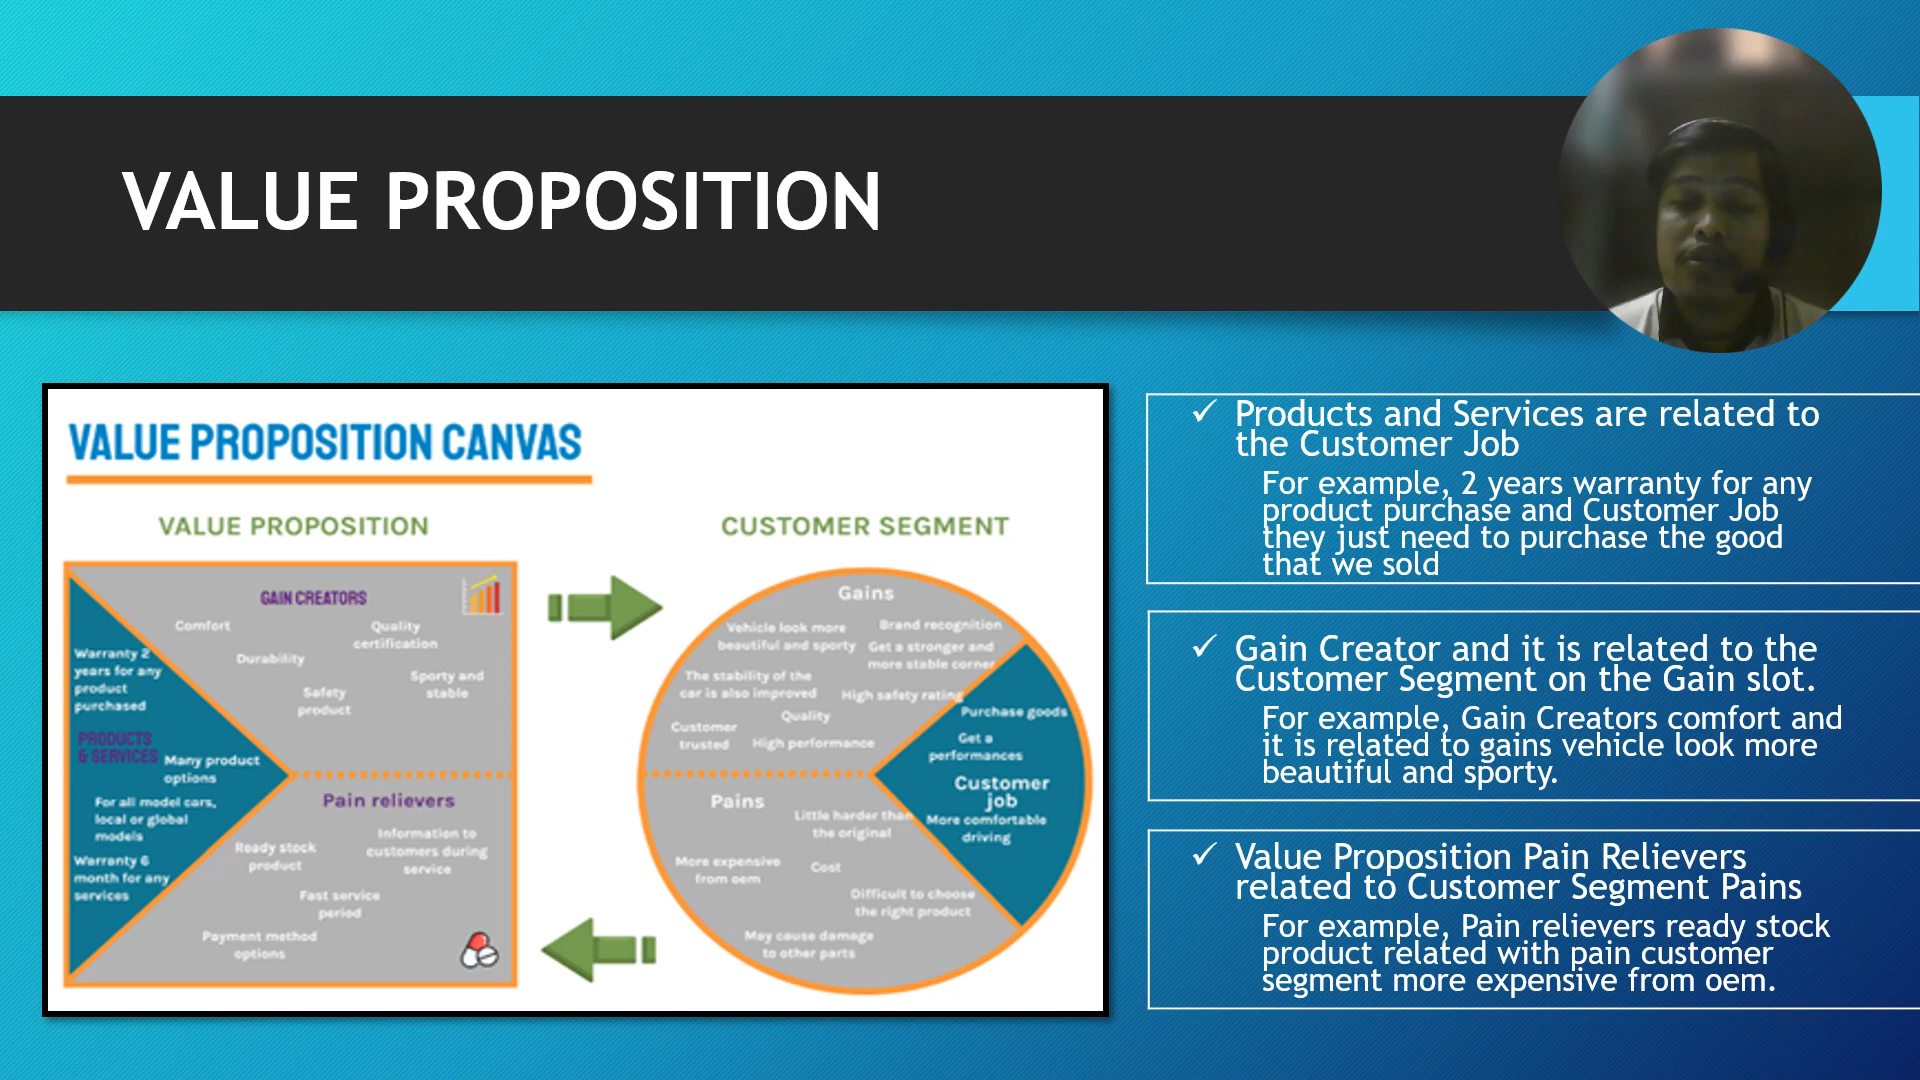 VALUE PROPOSITION
VALUE PROPOSITION CANVAS
VALUE PROPOSITION
GAIN CREATORS
Comfort
Quality
certification
Durability
Sporty and
stable
Safety
product
Warranty 2
years for any
product
purchased
PRODUCTS
& SERVICES
Many product
options
For all model cars,
local or global
models
Warranty 6
month for any
services
Pain relievers
Information to
customers during
service
Ready stock
product
Fast service
period
Payment method
options
CUSTOMER SEGMENT
Gains
Vehicle look more
beautiful and sporty
Brand recognition
Get a stronger and
more stable corner
The stability of the
car is also improved
High safety rating
Quality
Customer
trusted
High performance
Purchase goods
Get a
performances
Customer
job
More comfortable
driving
Pains
Little harder than
the original
More expensive
from oem
Cost
Difficult to choose
the right product
May cause damage
to other parts
✓ Products and Services are related to
the Customer Job
For example, 2 years warranty for any
product purchase and Customer Job
they just need to purchase the good
that we sold
✓ Gain Creator and it is related to the
Customer Segment on the Gain slot.
For example, Gain Creators comfort and
it is related to gains vehicle look more
beautiful and sporty.
✓ Value Proposition Pain Relievers
related to Customer Segment Pains
For example, Pain relievers ready stock
product related with pain customer
segment more expensive from oem.